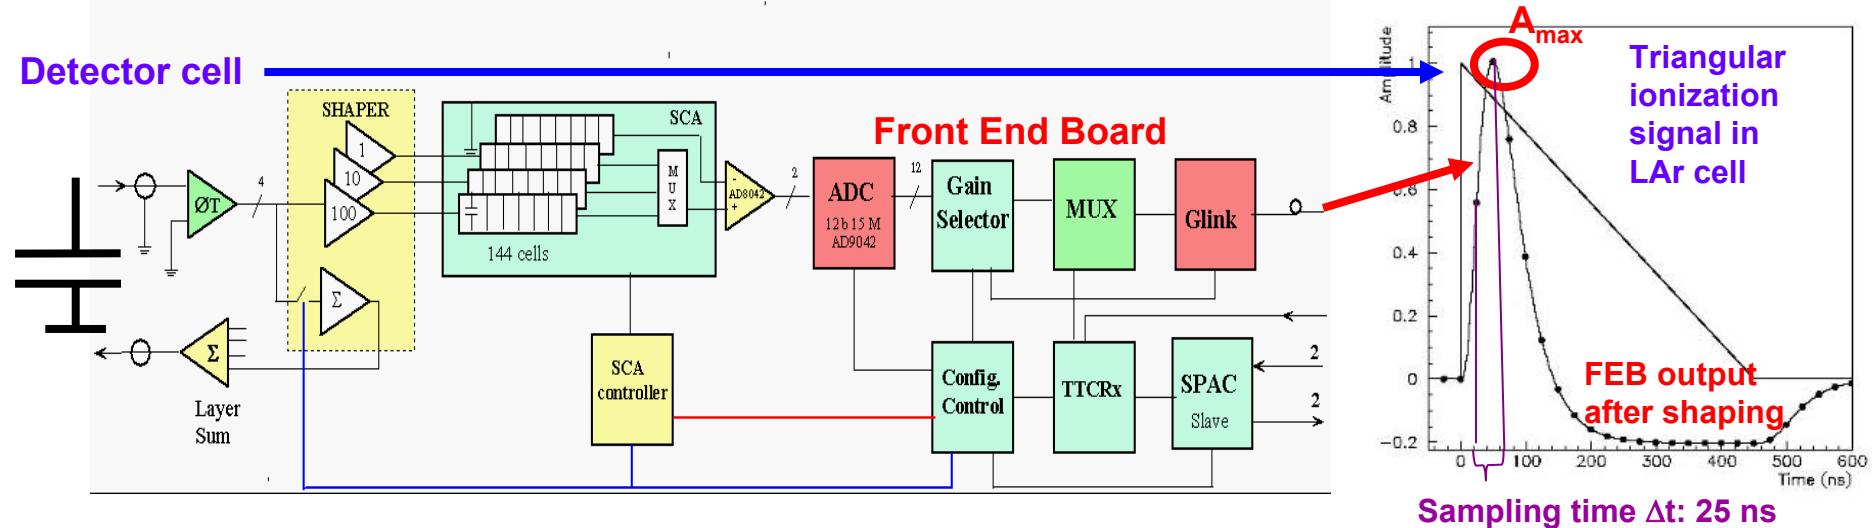 Detector cell
SHAPER
1
10
100
ØT
4
Σ
Σ
Layer
Sum
SCA
M
U
X
144 cells
AD8042
-
+
2
SCA
controller
Front End Board
ADC
12b 15 M
AD9042
12
Gain
Selector
MUX
Glink
Config.
Control
TTCRx
SPAC
Slave
2
2
Amax
Amplitude
1
0.8
0.6
0.4
0.2
0
-0.2
0 100 200 300 400 500 600
Time (ns)
Triangular
ionization
signal in
LAr cell
FEB output
after shaping
Sampling time Δt: 25 ns